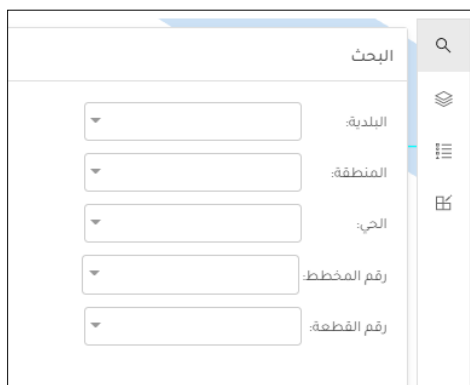 البحث
البلدية:
المنطقة:
الحي:
رقم المخطط:
رقم القطعة: